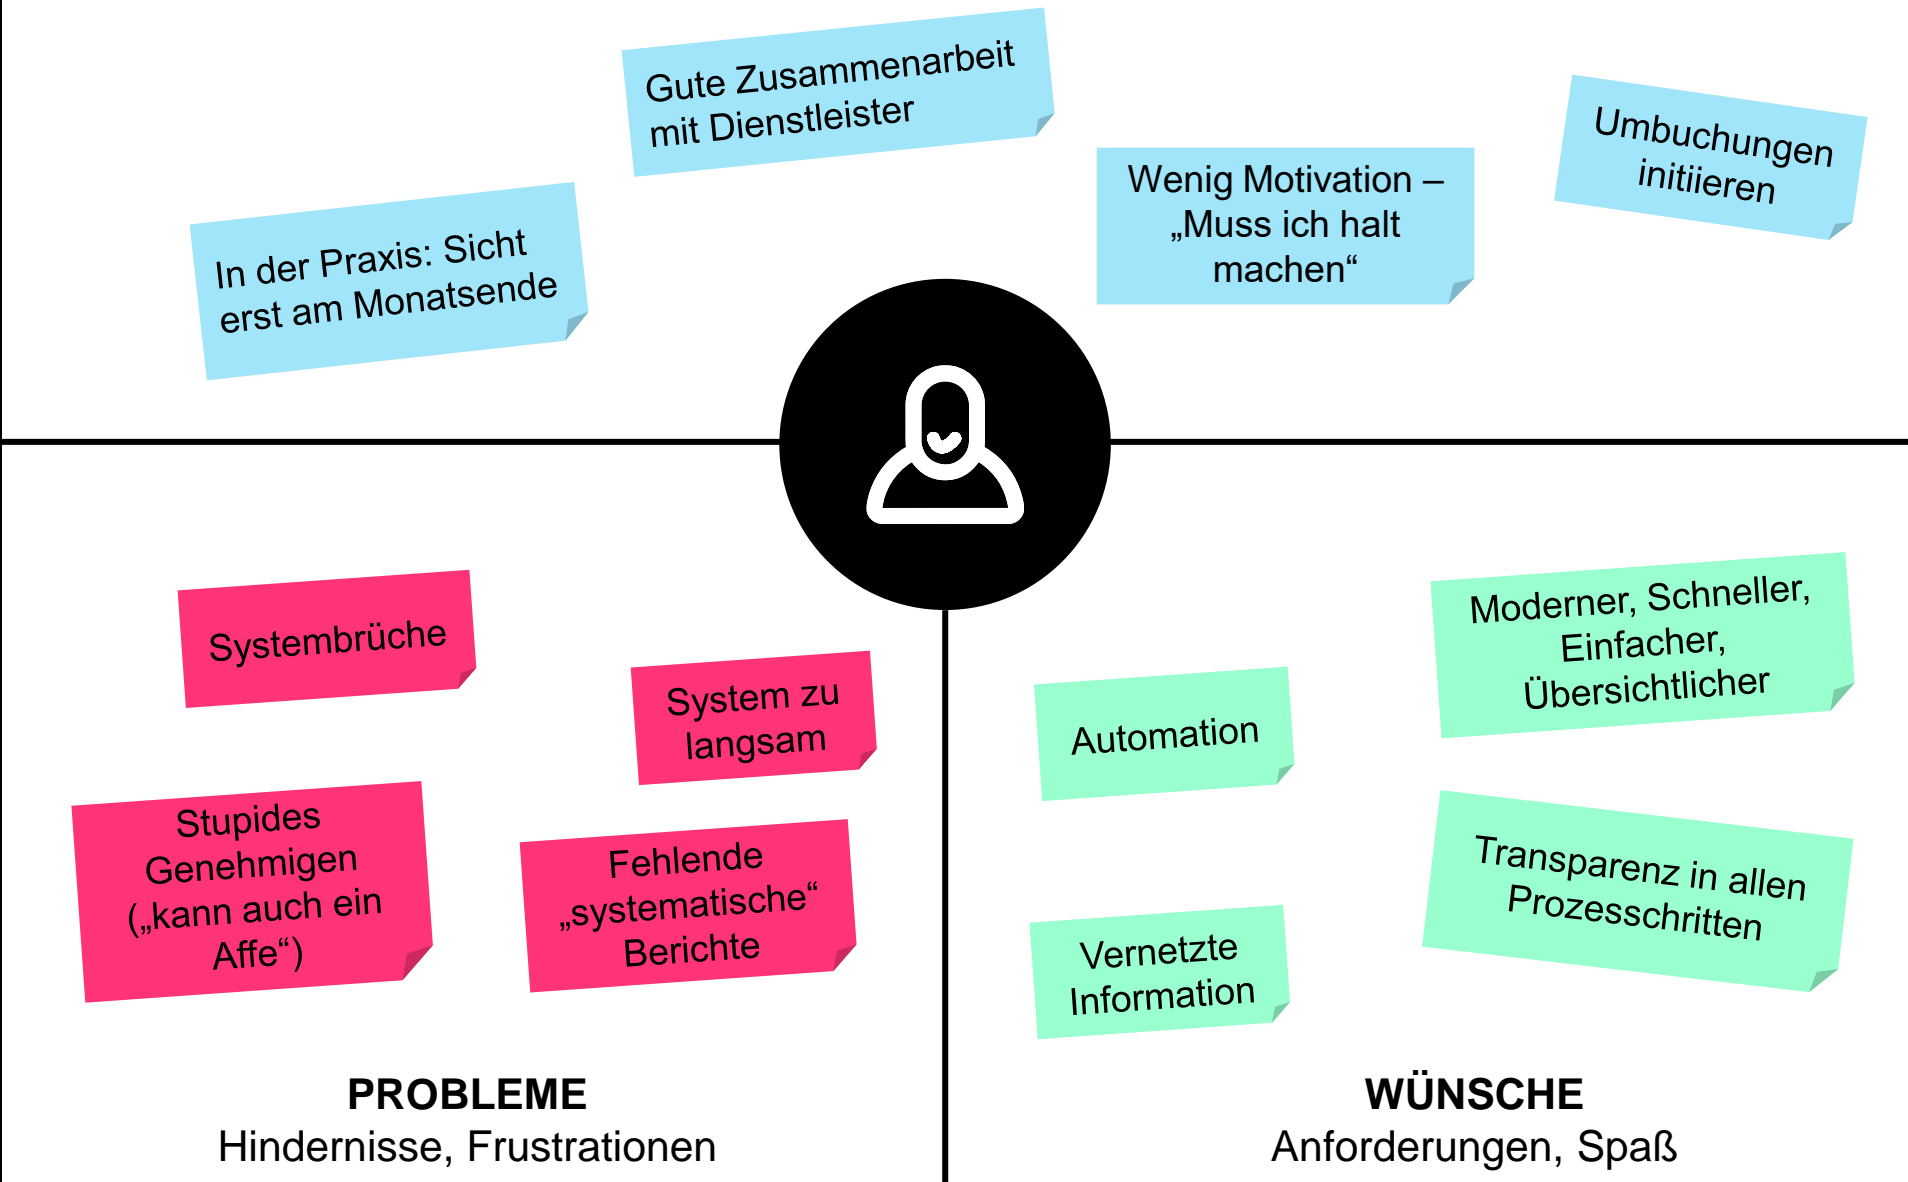 Gute Zusammenarbeit
mit Dienstleister
Umbuchungen
initiieren
Wenig Motivation –
„Muss ich halt
machen“
In der Praxis: Sicht
erst am Monatsende
Systembrüche
System zu
langsam
Stupides
Genehmigen
(„kann auch ein
Affe“)
Fehlende
„systematische“
Berichte
PROBLEME
Hindernisse, Frustrationen
Moderner, Schneller,
Einfacher,
Übersichtlicher
Automation
Transparenz in allen
Prozesschritten
Vernetzte
Information
WÜNSCHE
Anforderungen, Spaß